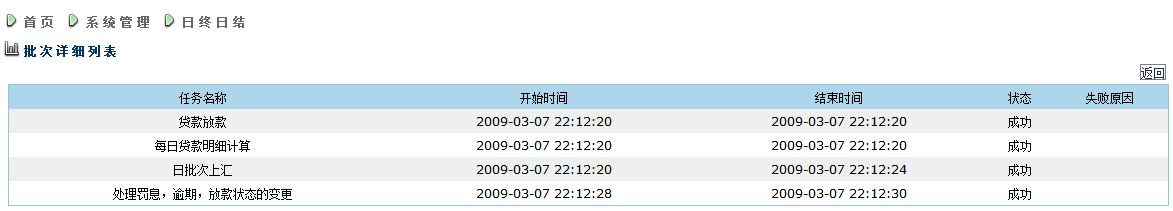 首页 系统管理 日终日结
批次详细列表
返回
任务名称 开始时间 结束时间 状态 失败原因
贷款放款 2009-03-07 22:12:20 2009-03-07 22:12:20 成功
每日贷款明细计算 2009-03-07 22:12:20 2009-03-07 22:12:20 成功
日批次上汇 2009-03-07 22:12:20 2009-03-07 22:12:24 成功
处理罚息，逾期，放款状态的变更 2009-03-07 22:12:28 2009-03-07 22:12:30 成功